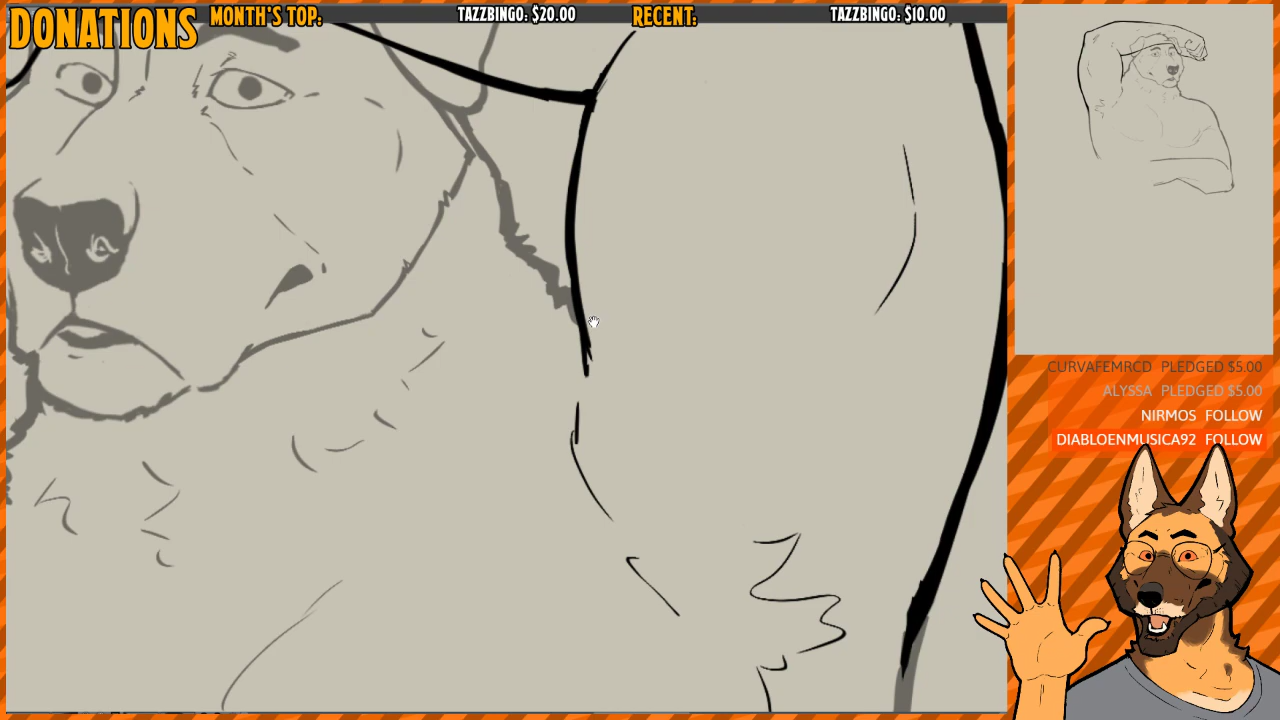 DONATIONS
MONTH'S TOP: TAZZBINGO: $20.00 RECENT: TAZZBINGO: $10.00
CURVAFEMRCD PLEDGED $5.00
ALYSSA PLEDGED $5.00
NIRMOS FOLLOW
DIABLOENMUSICA92 FOLLOW